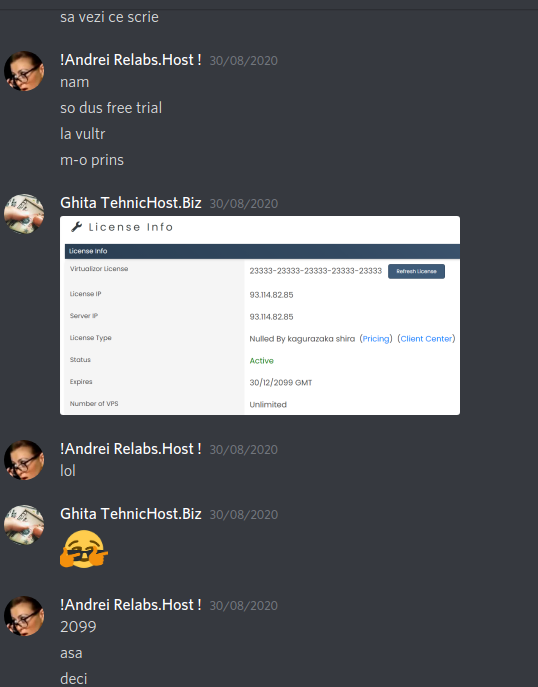 sa vezi ce scrie
!Andrei Relabs.Host ! 30/08/2020
nam
so dus free trial
la vultr
m-o prins
Ghita TehnicHost.Biz 30/08/2020
License Info
License Info
Virtualizor License 23333-23333-23333-23333-23333 Refresh License
License IP 93.114.82.85
Server IP 93.114.82.85
License Type Nulled By kagurazaka shira (Pricing) (Client Center)
Status Active
Expires 30/12/2099 GMT
Number of VPS Unlimited
!Andrei Relabs.Host ! 30/08/2020
lol
Ghita TehnicHost.Biz 30/08/2020
!Andrei Relabs.Host ! 30/08/2020
2099
asa
deci